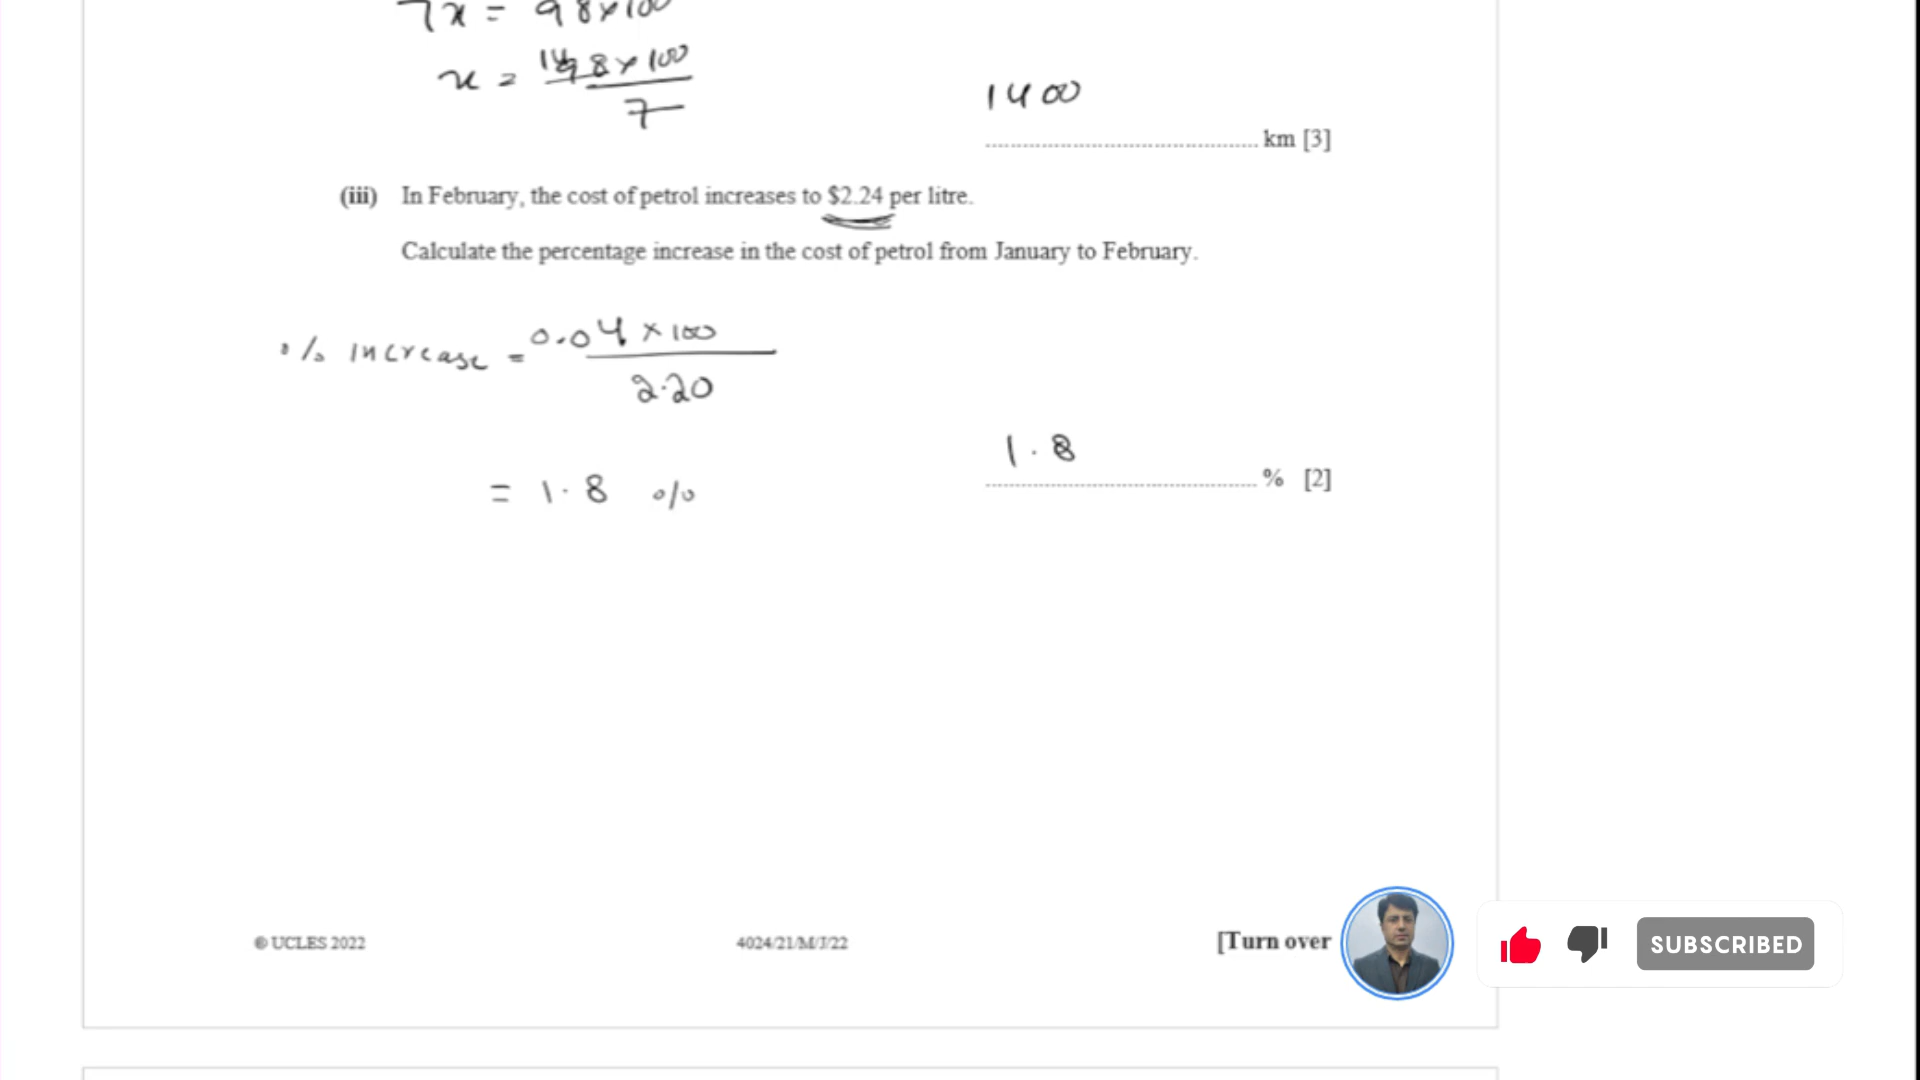 7x = 98×100
x = 14 98×100
7
1400
km [3]
(iii) In February, the cost of petrol increases to $2.24 per litre.
Calculate the percentage increase in the cost of petrol from January to February.
% increase = 0.04 × 100
2.20
1.8
% [2]
= 1.8 %
© UCLES 2022
4024/21/M/J/22
[Turn over
SUBSCRIBED